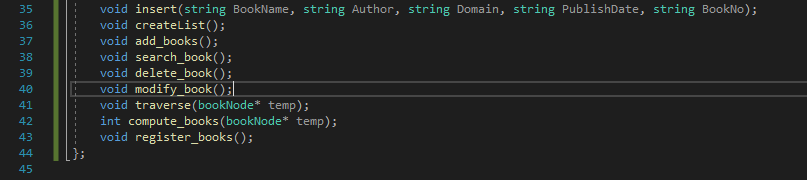 35 void insert(string BookName, string Author, string Domain, string PublishDate, string BookNo);
36 void createList();
37 void add_books();
38 void search_book();
39 void delete_book();
40 void modify_book();
41 void traverse(bookNode* temp);
42 int compute_books(bookNode* temp);
43 void register_books();
44 };
45